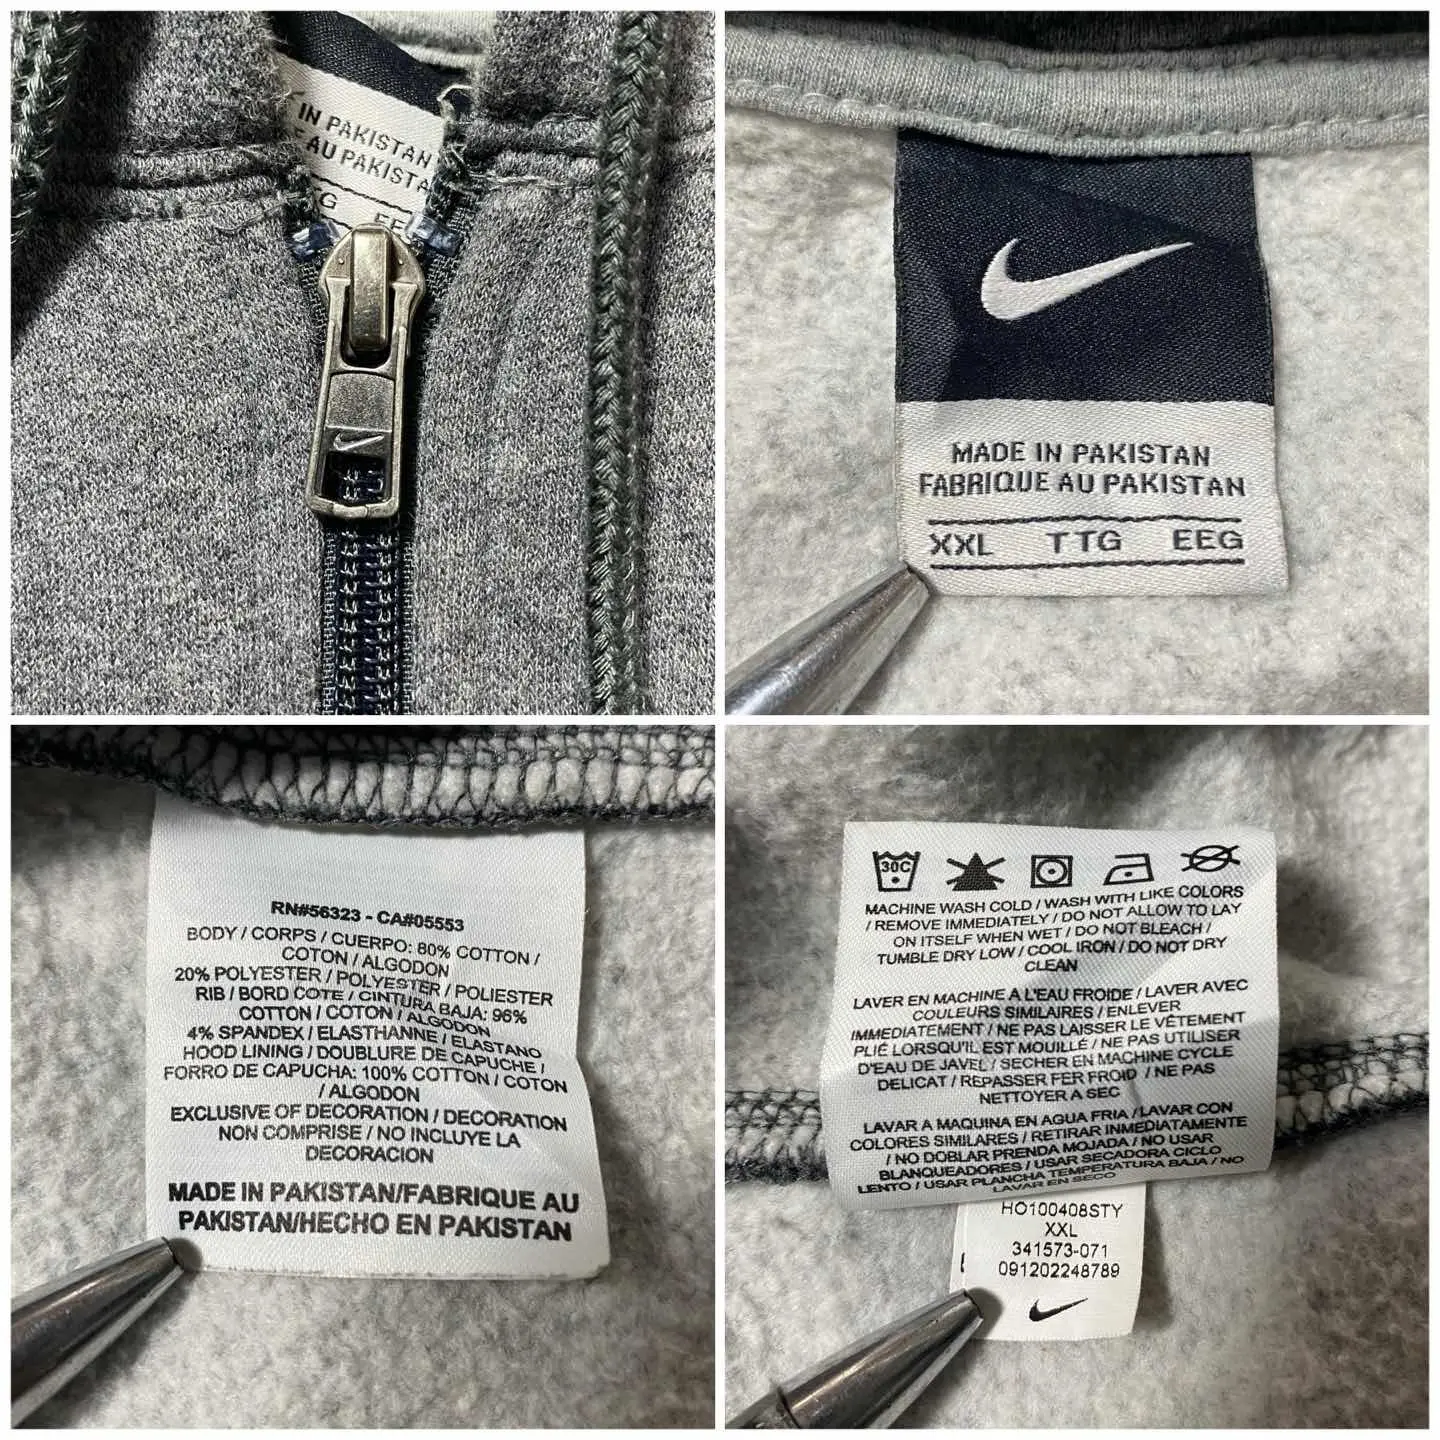 IN PAKISTAN
AU PAKISTA
G EE
MADE IN PAKISTAN
FABRIQUE AU PAKISTAN
XXL TTG EEG
RN#56323 - CA#05553
BODY / CORPS / CUERPO: 80% COTTON /
COTON / ALGODON
20% POLYESTER / POLYESTER / POLIESTER
RIB / BORD COTE / CINTURA BAJA: 96%
COTTON / COTON / ALGODON
4% SPANDEX / ELASTHANNE / ELASTANO
HOOD LINING / DOUBLURE DE CAPUCHE /
FORRO DE CAPUCHA: 100% COTTON / COTON
/ ALGODON
EXCLUSIVE OF DECORATION / DECORATION
NON COMPRISE / NO INCLUYE LA
DECORACION
MADE IN PAKISTAN/FABRIQUE AU
PAKISTAN/HECHO EN PAKISTAN
30C
MACHINE WASH COLD / WASH WITH LIKE COLORS
/ REMOVE IMMEDIATELY / DO NOT ALLOW TO LAY
ON ITSELF WHEN WET / DO NOT BLEACH /
TUMBLE DRY LOW / COOL IRON / DO NOT DRY
CLEAN
LAVER EN MACHINE A L'EAU FROIDE / LAVER AVEC
COULEURS SIMILAIRES / ENLEVER
IMMEDIATEMENT / NE PAS LAISSER LE VÊTEMENT
PLIÉ LORSQU'IL EST MOUILLÉ / NE PAS UTILISER
D'EAU DE JAVEL / SECHER EN MACHINE CYCLE
DELICAT / REPASSER FER FROID / NE PAS
NETTOYER A SEC
LAVAR A MAQUINA EN AGUA FRIA / LAVAR CON
COLORES SIMILARES / RETIRAR INMEDIATAMENTE
/ NO DOBLAR PRENDA MOJADA / NO USAR
BLANQUEADORES / USAR SECADORA CICLO
LENTO / USAR PLANCHA TEMPERATURA BAJA / NO
LAVAR EN SECO
HO100408STY
XXL
341573-071
091202248789